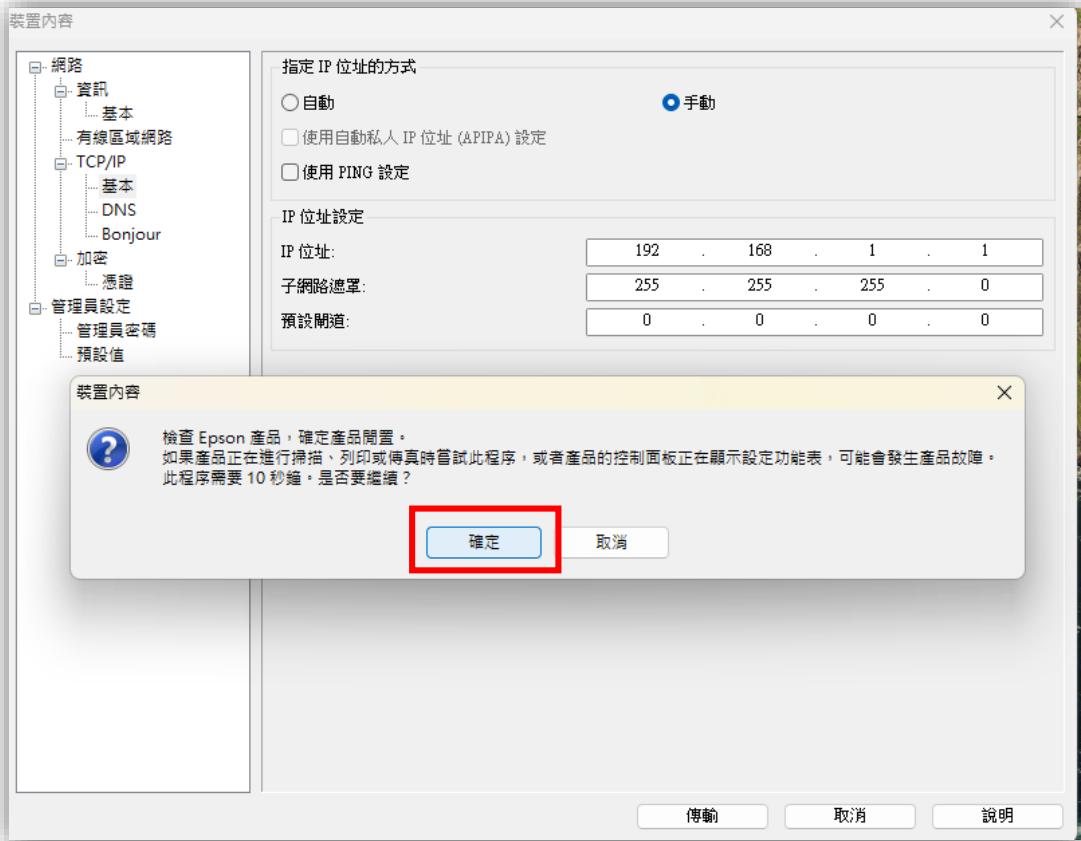 裝置內容
網路
資訊
基本
有線區域網路
TCP/IP
基本
DNS
Bonjour
加密
憑證
管理員設定
管理員密碼
預設值
指定 IP 位址的方式
自動 手動
使用自動私人 IP 位址 (APIPA) 設定
使用 PING 設定
IP 位址設定
IP 位址: 192 . 168 . 1 . 1
子網路遮罩: 255 . 255 . 255 . 0
預設閘道: 0 . 0 . 0 . 0
裝置內容
檢查 Epson 產品，確定產品閒置。
如果產品正在進行掃描、列印或傳真時嘗試此程序，或者產品的控制面板正在顯示設定功能表，可能會發生產品故障。
此程序需要 10 秒鐘。是否要繼續？
確定 取消
傳輸 取消 說明